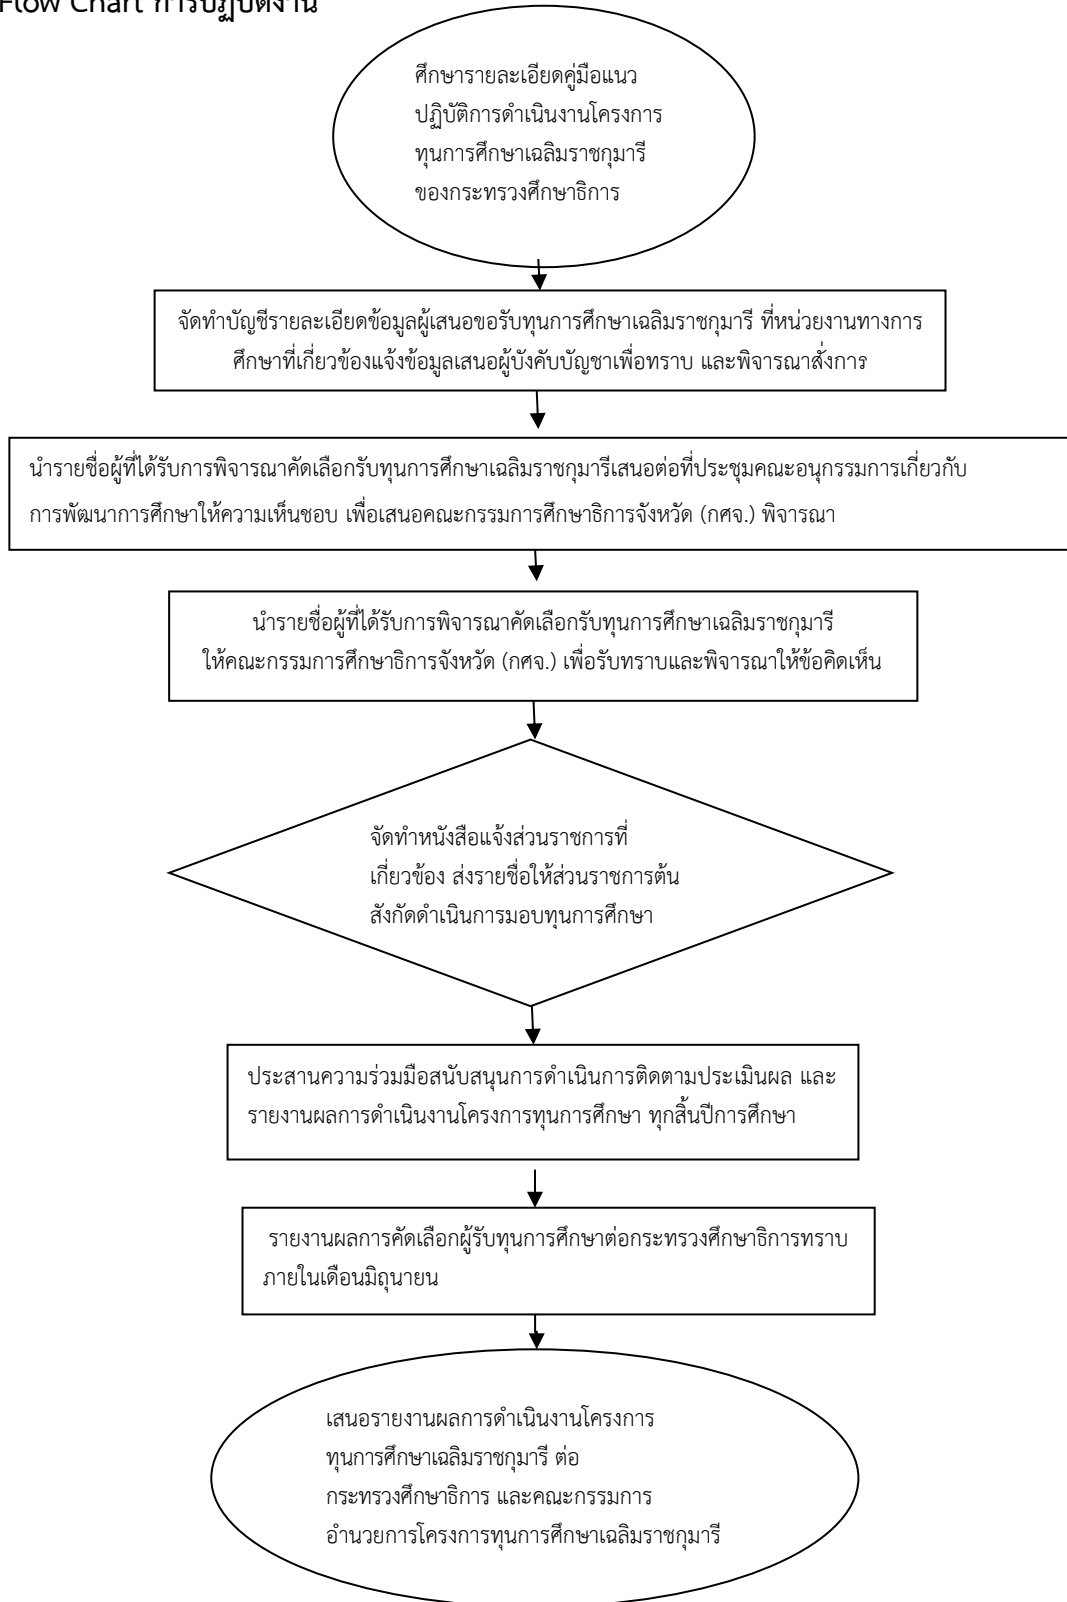 Flow Chart การปฏิบัติงาน
ศึกษารายละเอียดคู่มือแนว
ปฏิบัติการดำเนินงานโครงการ
ทุนการศึกษาเฉลิมราชกุมารี
ของกระทรวงศึกษาธิการ
จัดทำบัญชีรายละเอียดข้อมูลผู้เสนอขอรับทุนการศึกษาเฉลิมราชกุมารี ที่หน่วยงานทางการ
ศึกษาที่เกี่ยวข้องแจ้งข้อมูลเสนอผู้บังคับบัญชาเพื่อทราบ และพิจารณาสั่งการ
นำรายชื่อผู้ที่ได้รับการพิจารณาคัดเลือกรับทุนการศึกษาเฉลิมราชกุมารีเสนอต่อที่ประชุมคณะอนุกรรมการเกี่ยวกับ
การพัฒนาการศึกษาให้ความเห็นชอบ เพื่อเสนอคณะกรรมการศึกษาธิการจังหวัด (กศจ.) พิจารณา
นำรายชื่อผู้ที่ได้รับการพิจารณาคัดเลือกรับทุนการศึกษาเฉลิมราชกุมารี
ให้คณะกรรมการศึกษาธิการจังหวัด (กศจ.) เพื่อรับทราบและพิจารณาให้ข้อคิดเห็น
จัดทำหนังสือแจ้งส่วนราชการที่
เกี่ยวข้อง ส่งรายชื่อให้ส่วนราชการต้น
สังกัดดำเนินการมอบทุนการศึกษา
ประสานความร่วมมือสนับสนุนการดำเนินการติดตามประเมินผล และ
รายงานผลการดำเนินงานโครงการทุนการศึกษา ทุกสิ้นปีการศึกษา
รายงานผลการคัดเลือกผู้รับทุนการศึกษาต่อกระทรวงศึกษาธิการทราบ
ภายในเดือนมิถุนายน
เสนอรายงานผลการดำเนินงานโครงการ
ทุนการศึกษาเฉลิมราชกุมารี ต่อ
กระทรวงศึกษาธิการ และคณะกรรมการ
อำนวยการโครงการทุนการศึกษาเฉลิมราชกุมารี